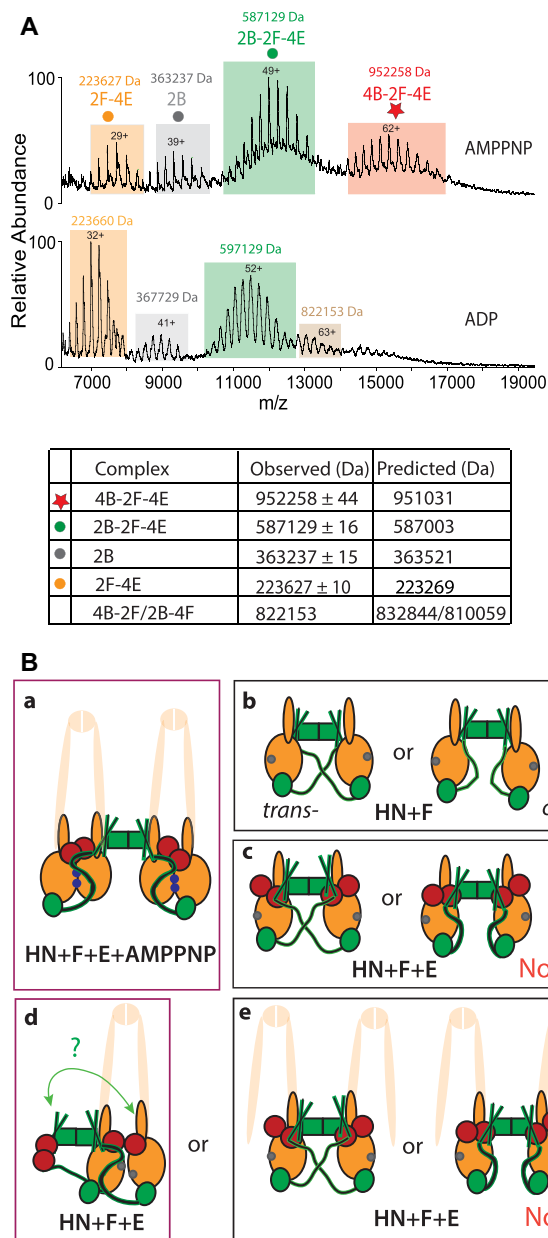 A
587129 Da
2B-2F-4E
223627 Da
363237 Da
952258 Da
2F-4E
2B
4B-2F-4E
100
29+
39+
49+
62+
AMPPNP
0
Relative Abundance
223660 Da
597129 Da
100
32+
367729 Da
52+
822153 Da
41+
63+
ADP
0
7000 9000 11000 13000 15000 17000 19000
m/z
Complex Observed (Da) Predicted (Da)
4B-2F-4E 952258 ± 44 951031
2B-2F-4E 587129 ± 16 587003
2B 363237 ± 15 363521
2F-4E 223627 ± 10 223269
4B-2F/2B-4F 822153 832844/810059
B
a
HN+F+E+AMPPNP
b
or
trans-
HN+F
c
or
HN+F+E
d
?
HN+F+E
or
e
or
HN+F+E